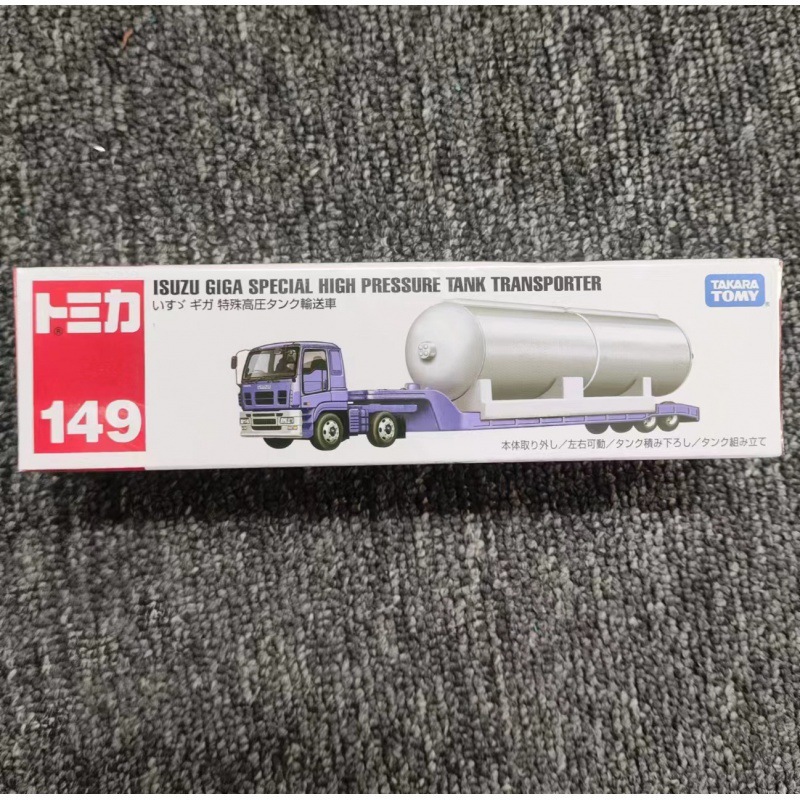 トミカ
®
149
ISUZU GIGA SPECIAL HIGH PRESSURE TANK TRANSPORTER
いすゞ ギガ 特殊高圧タンク輸送車
TAKARA
TOMY
本体取り外し/左右可動/タンク積み下ろし/タンク組み立て